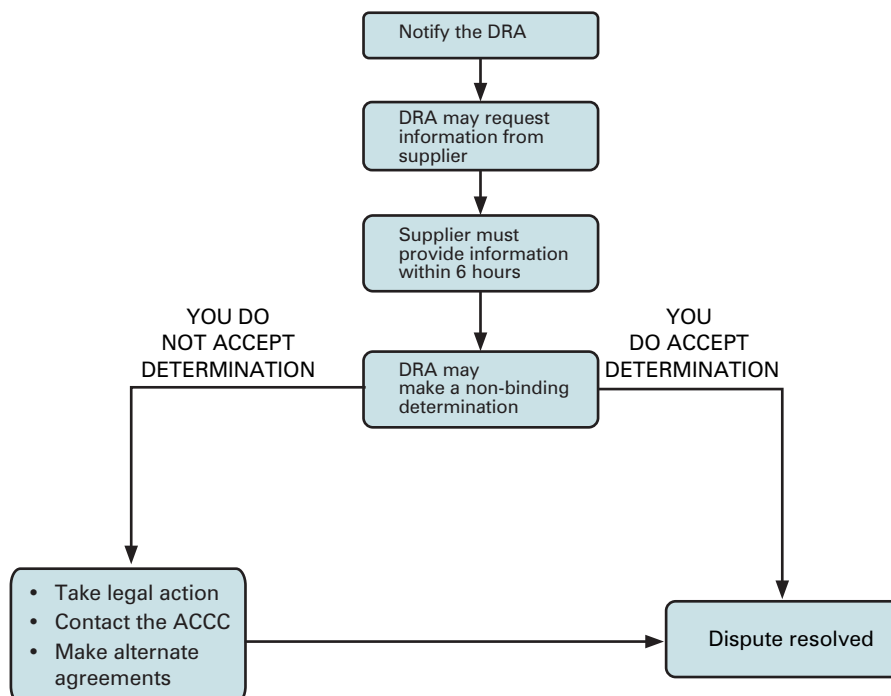 Notify the DRA
DRA may request
information from
supplier
Supplier must
provide information
within 6 hours
YOU DO
NOT ACCEPT
DETERMINATION
YOU
DO ACCEPT
DETERMINATION
DRA may
make a non-binding
determination
• Take legal action
• Contact the ACCC
• Make alternate
agreements
Dispute resolved